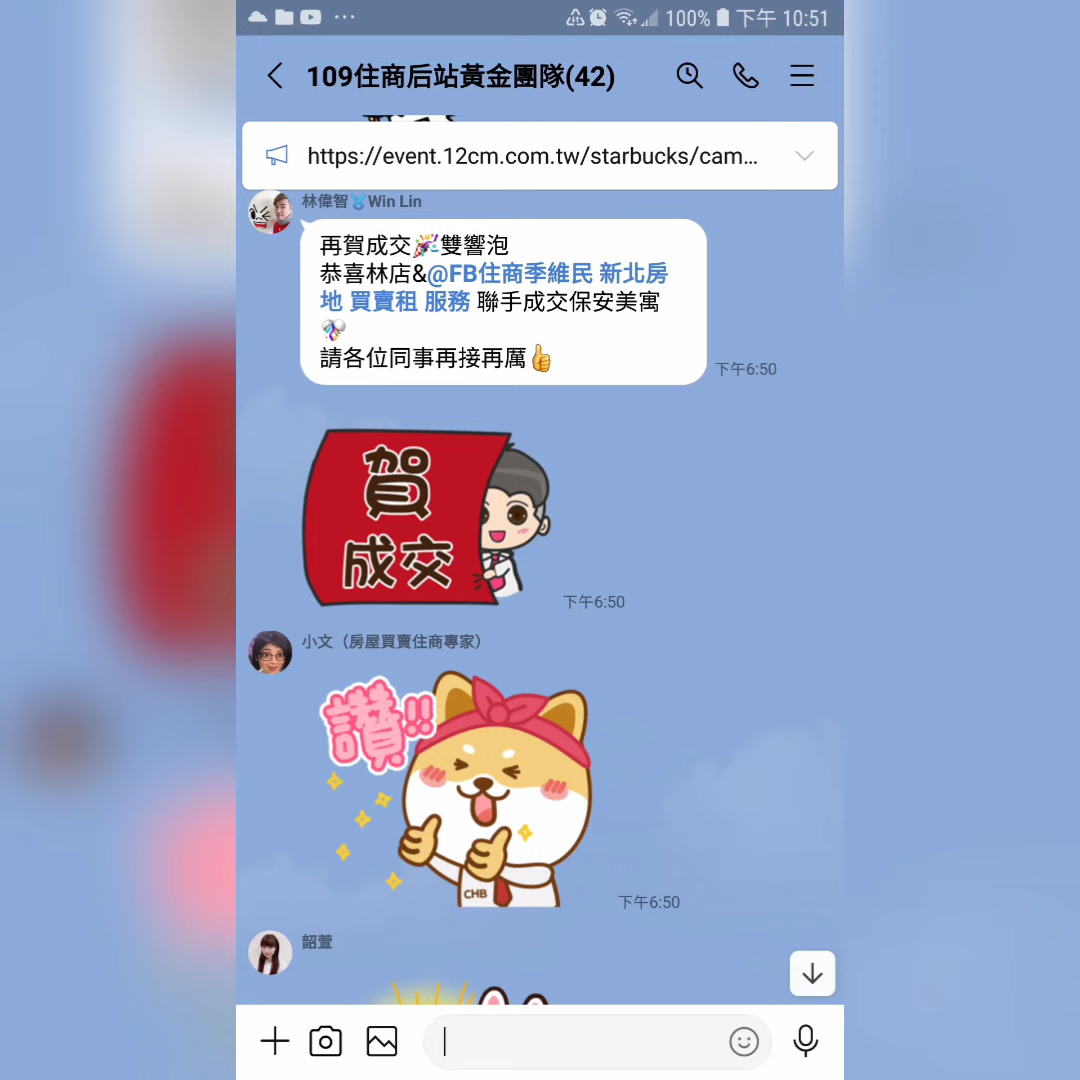 100% 下午 10:51
109住商后站黃金團隊(42)
https://event.12cm.com.tw/starbucks/cam...
林偉智 Win Lin
再賀成交🎉雙響泡
恭喜林店&@FB住商季維民 新北房
地 買賣租 服務 聯手成交保安美寓
🎊
請各位同事再接再厲👍
下午6:50
賀
成交
下午6:50
小文（房屋買賣住商專家）
讚!!
CHB
下午6:50
韶萱